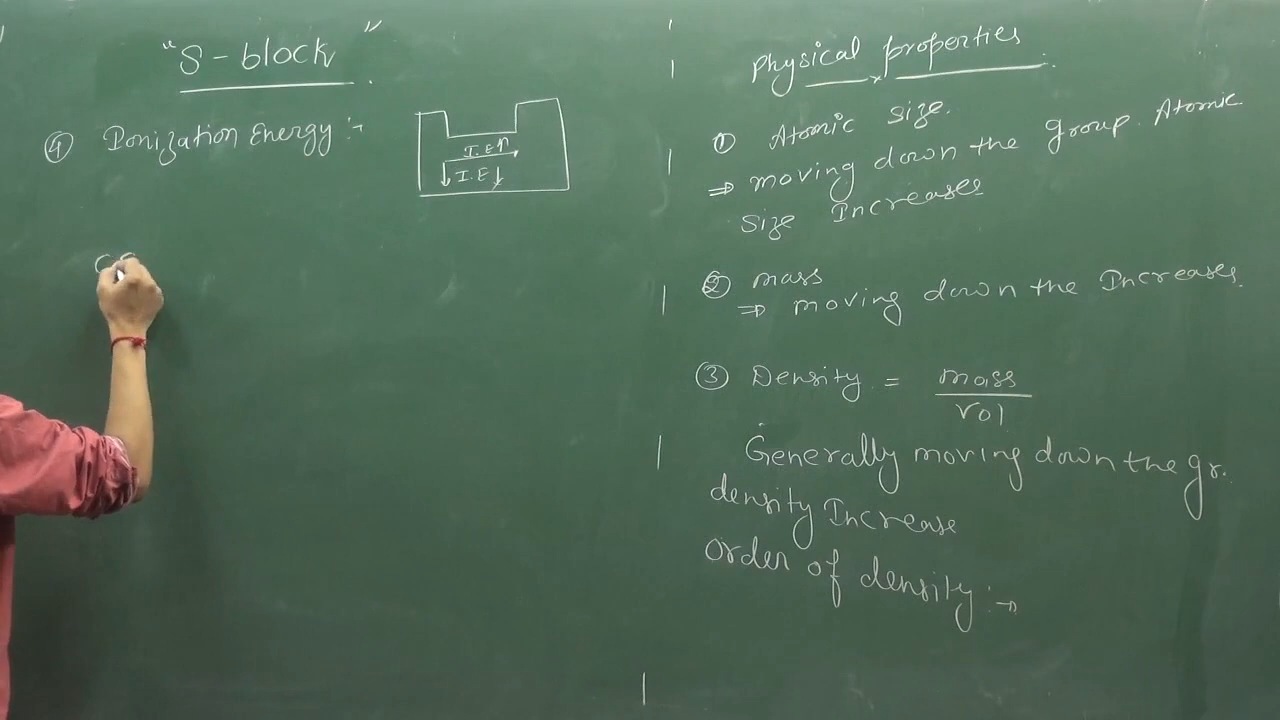 "S-block"
④ Ionization Energy :→
I.E↑
I.E↓
Physical properties
① Atomic size.
⇒ moving down the group. Atomic
size Increases
② mass
⇒ moving down the Increases.
③ Density = mass
vol
Generally moving down the gr.
density Increase
order of density :→